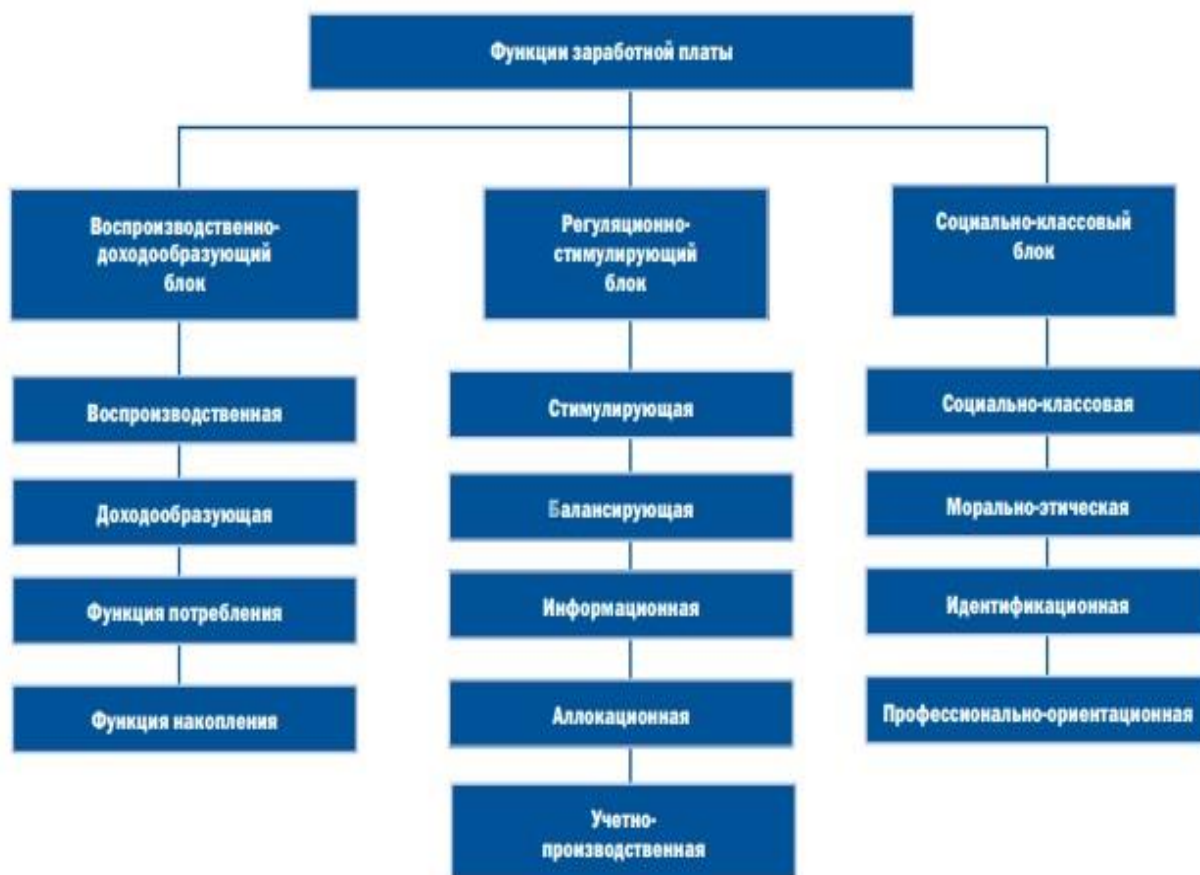 Функции заработной платы
Воспроизводственно-
доходообразующий
блок
Воспроизводственная
Доходообразующая
Функция потребления
Функция накопления
Регуляционно-
стимулирующий
блок
Стимулирующая
Балансирующая
Информационная
Аллокационная
Учетно-
производственная
Социально-классовый
блок
Социально-классовая
Морально-этическая
Идентификационная
Профессионально-ориентационная